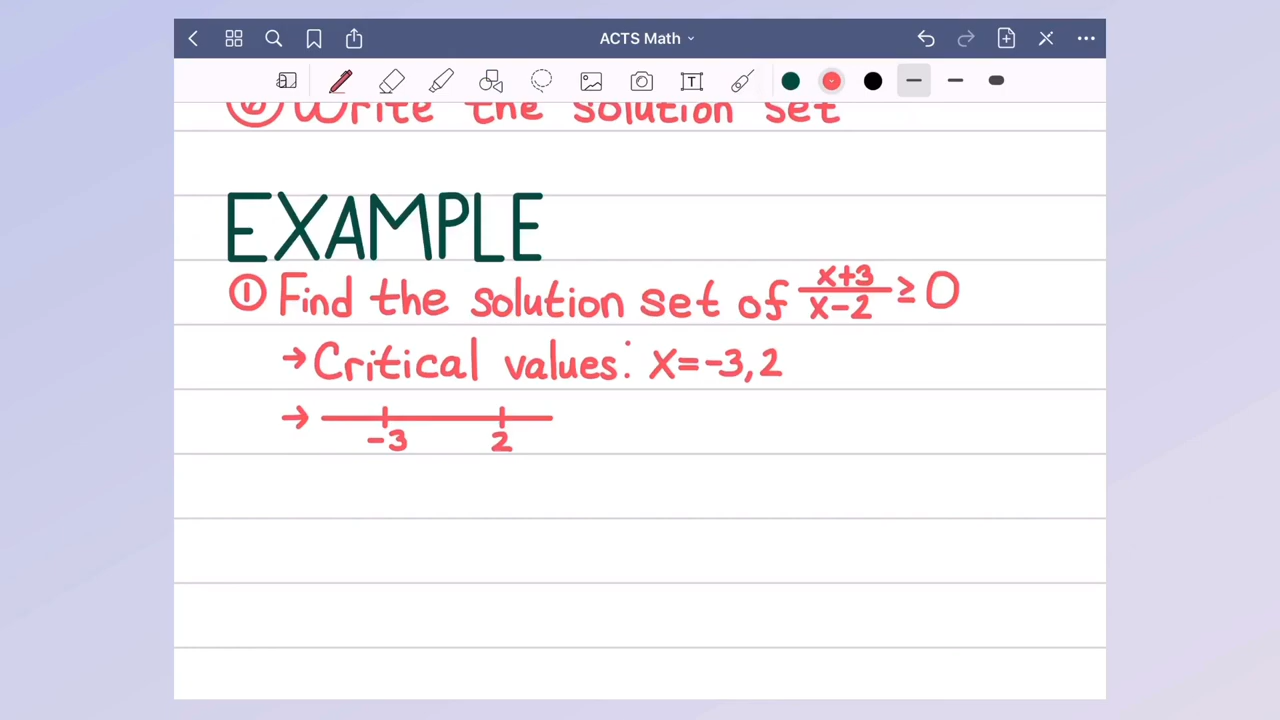 ACTS Math
T
⑥ Write the solution set
EXAMPLE
① Find the solution set of x+3/x-2 ≥ 0
→ Critical values: x=-3,2
→ -3 2